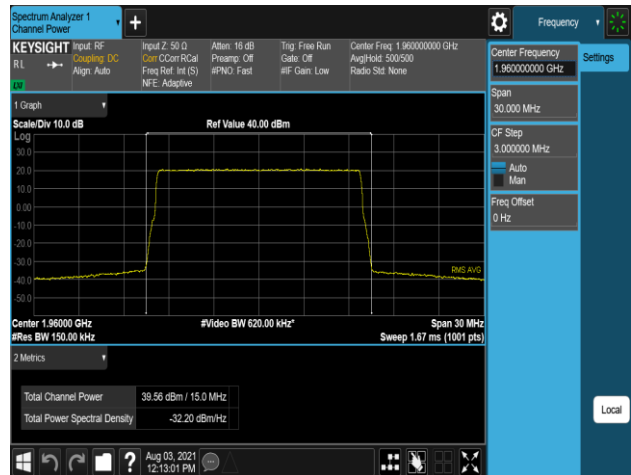 Spectrum Analyzer 1
Channel Power
+
Frequency
KEYSIGHT
RL
LXI
Input: RF
Coupling: DC
Align: Auto
Input Z: 50 Ω
Corr CCorr RCal
Freq Ref: Int (S)
NFE: Adaptive
Atten: 16 dB
Preamp: Off
#PNO: Fast
Trig: Free Run
Gate: Off
#IF Gain: Low
Center Freq: 1.960000000 GHz
Avg|Hold: 500/500
Radio Std: None
Center Frequency
1.960000000 GHz
Settings
Span
30.000 MHz
CF Step
3.000000 MHz
Auto
Man
Freq Offset
0 Hz
1 Graph
Scale/Div 10.0 dB
Ref Value 40.00 dBm
Log
30.0
20.0
10.0
0.00
-10.0
-20.0
-30.0
-40.0
-50.0
RMS AVG
Center 1.96000 GHz
#Video BW 620.00 kHz*
Span 30 MHz
#Res BW 150.00 kHz
Sweep 1.67 ms (1001 pts)
2 Metrics
Total Channel Power
39.56 dBm / 15.0 MHz
Total Power Spectral Density
-32.20 dBm/Hz
Local
?
Aug 03, 2021
12:13:01 PM